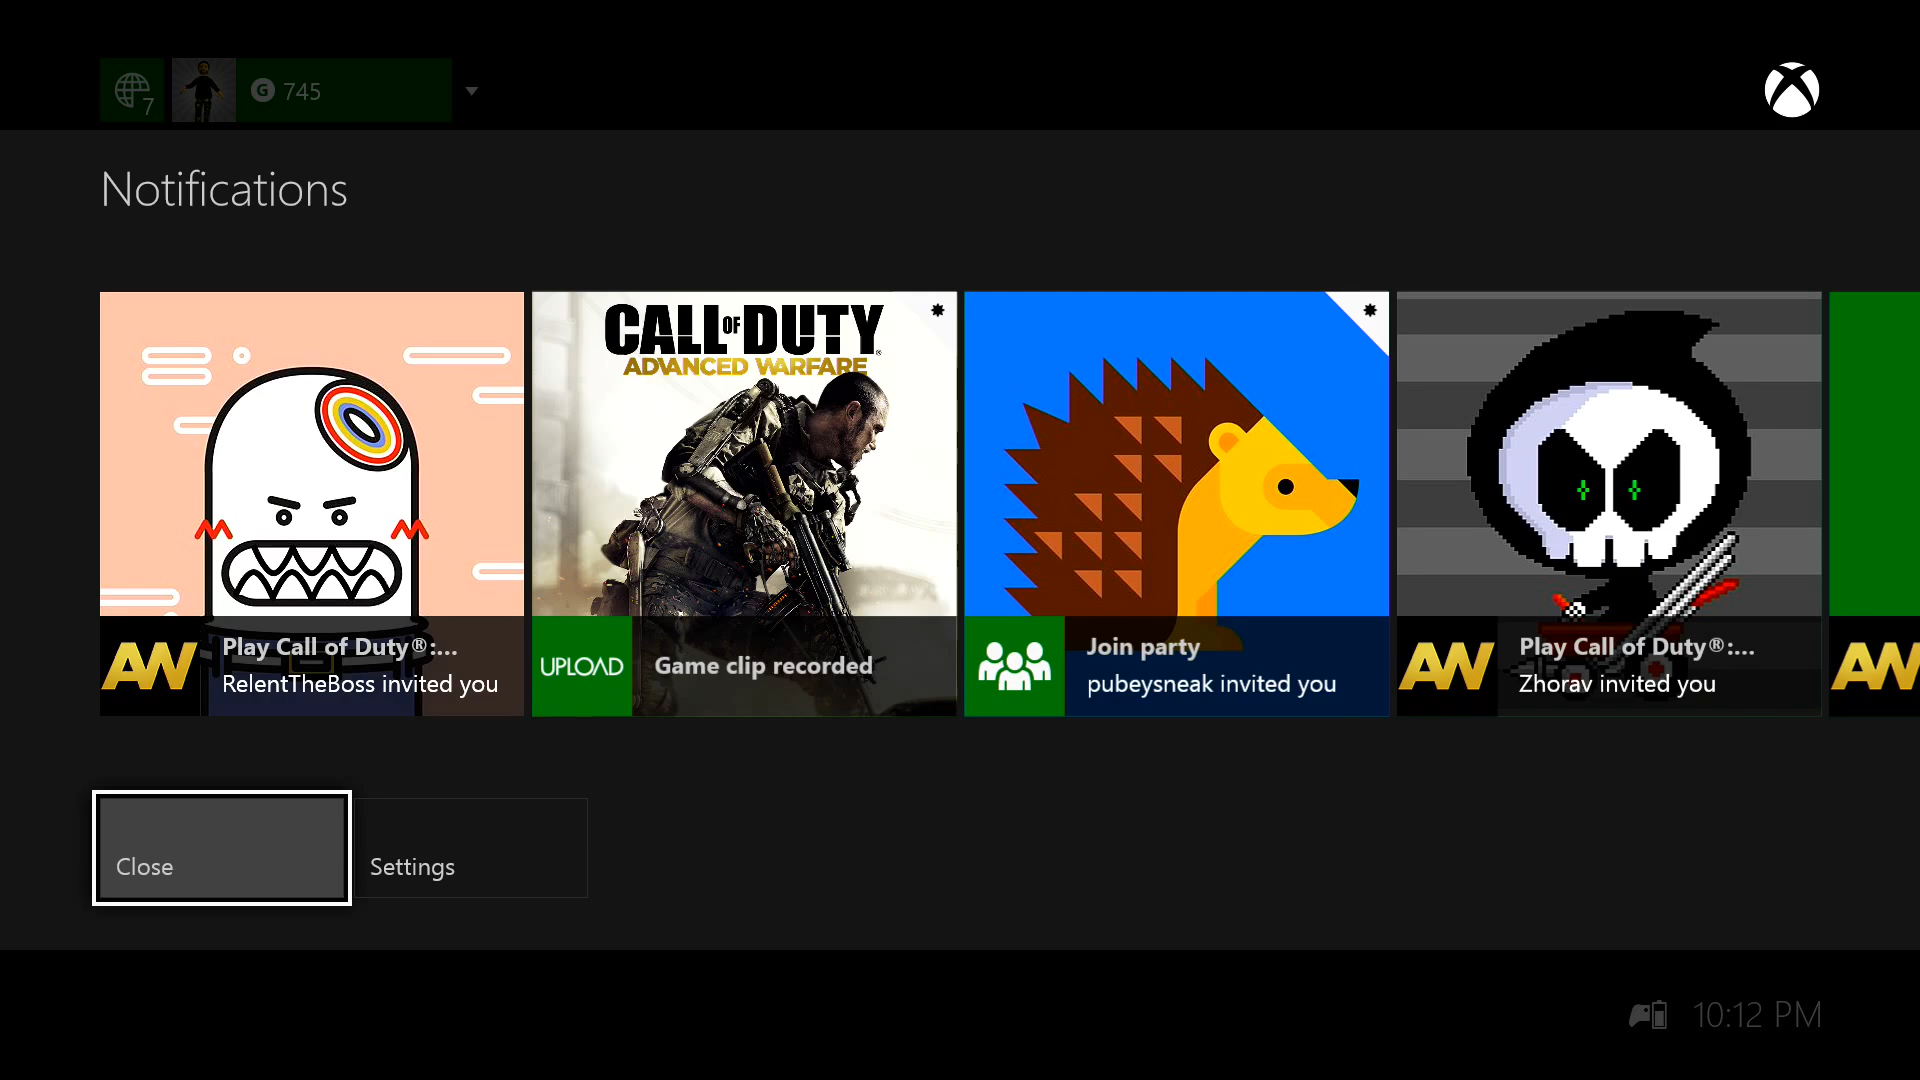 7
G 745
Notifications
CALL OF DUTY
ADVANCED WARFARE
AW
Play Call of Duty®:...
RelentTheBoss invited you
UPLOAD
Game clip recorded
Join party
pubeysneak invited you
AW
Play Call of Duty®:...
Zhorav invited you
AW
Close
Settings
10:12 PM